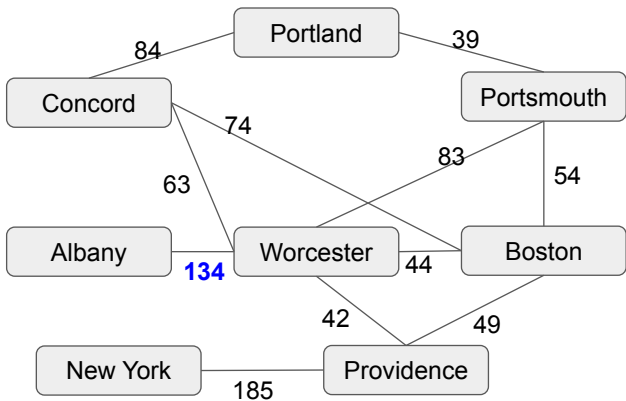 Portland
84
39
Concord
Portsmouth
74
83
63
54
Albany
Worcester
Boston
134
44
42
49
New York
Providence
185